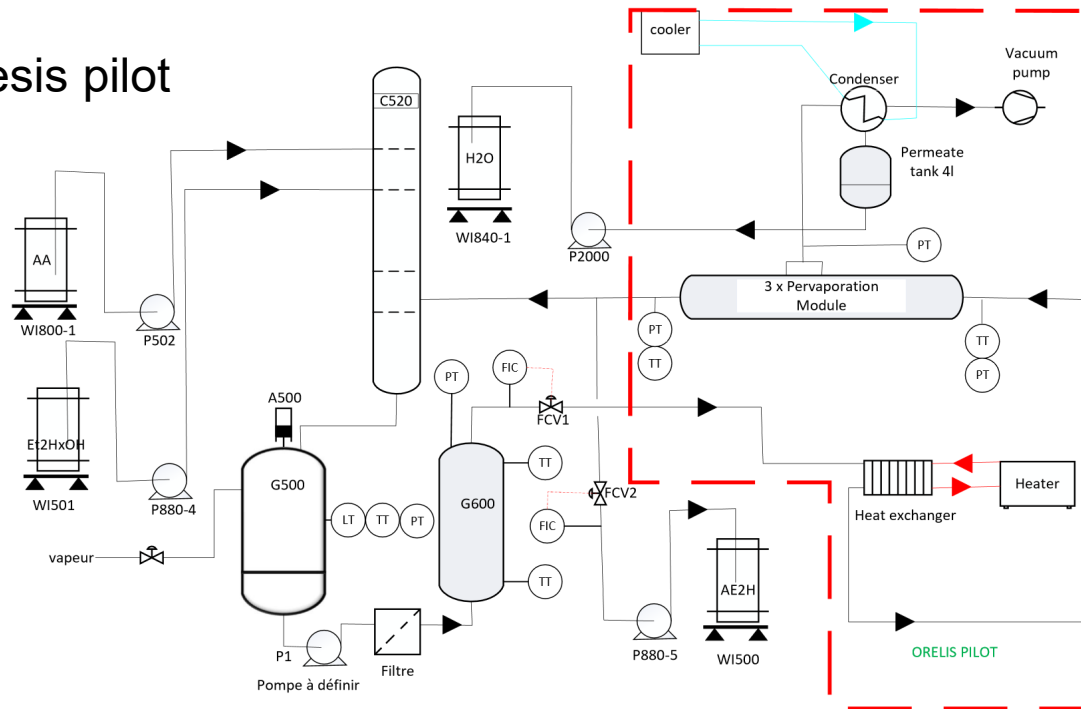 esis pilot
cooler
Vacuum
pump
Condenser
C520
H2O
Permeate
tank 4l
WI840-1
P2000
PT
AA
WI800-1
P502
3 x Pervaporation
Module
PT
TT
TT
PT
PT
FIC
FCV1
A500
Et2HxOH
WI501
P880-4
G500
LT
TT
PT
G600
TT
FCV2
FIC
TT
Heat exchanger
Heater
vapeur
AE2H
P880-5
WI500
P1
Pompe à définir
Filtre
ORELIS PILOT